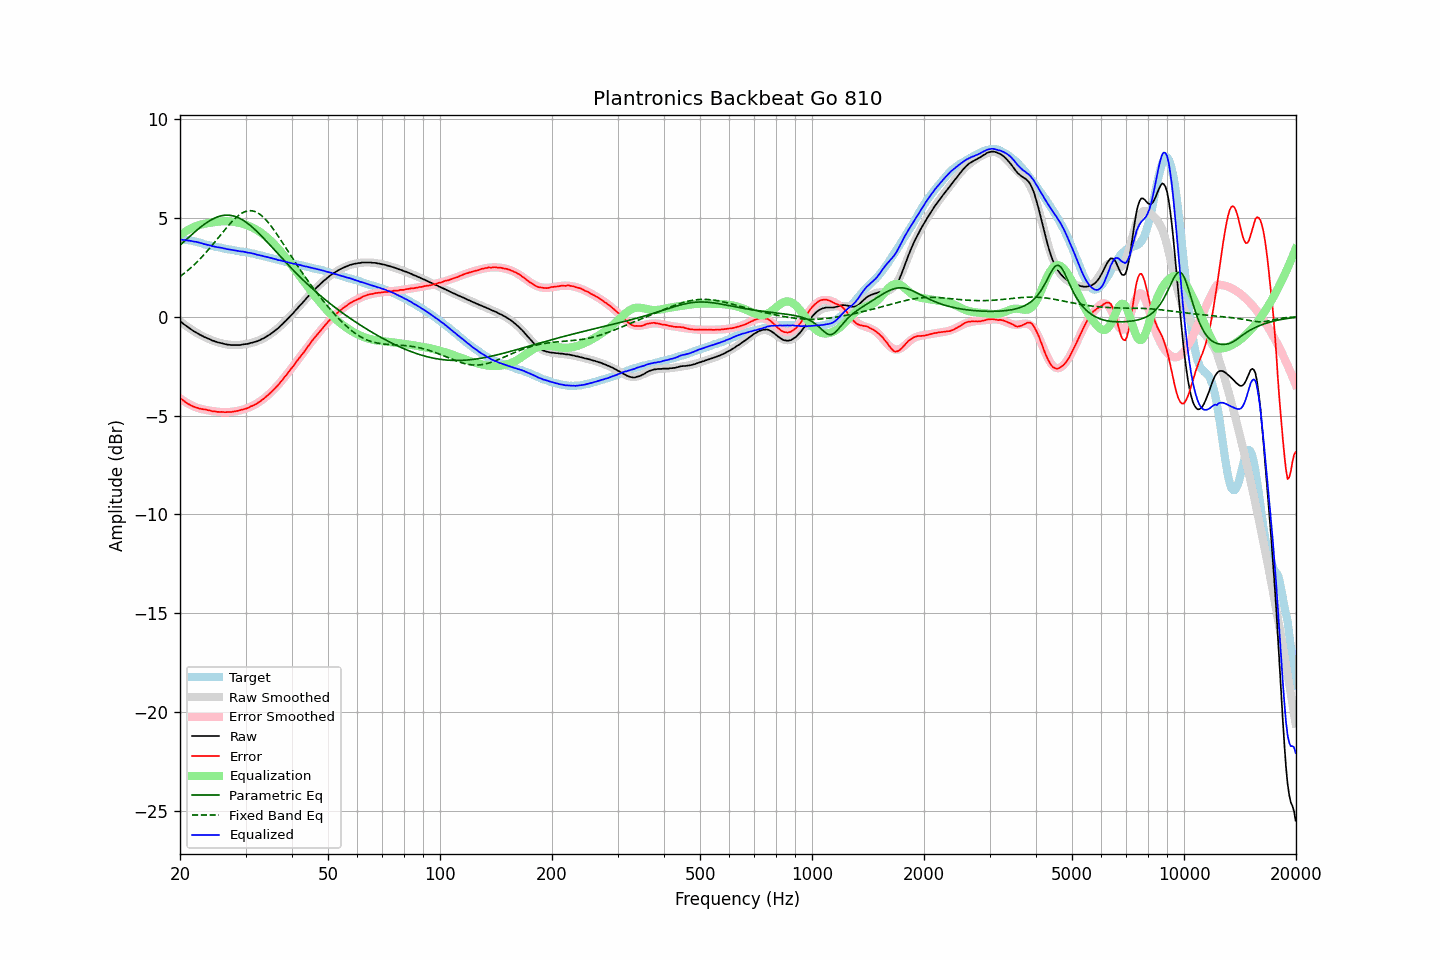 Plantronics Backbeat Go 810
10
5
0
−5
−10
−15
−20
−25
Amplitude (dBr)
Target
Raw Smoothed
Error Smoothed
Raw
Error
Equalization
Parametric Eq
Fixed Band Eq
Equalized
20 50 100 200 500 1000 2000 5000 10000 20000
Frequency (Hz)